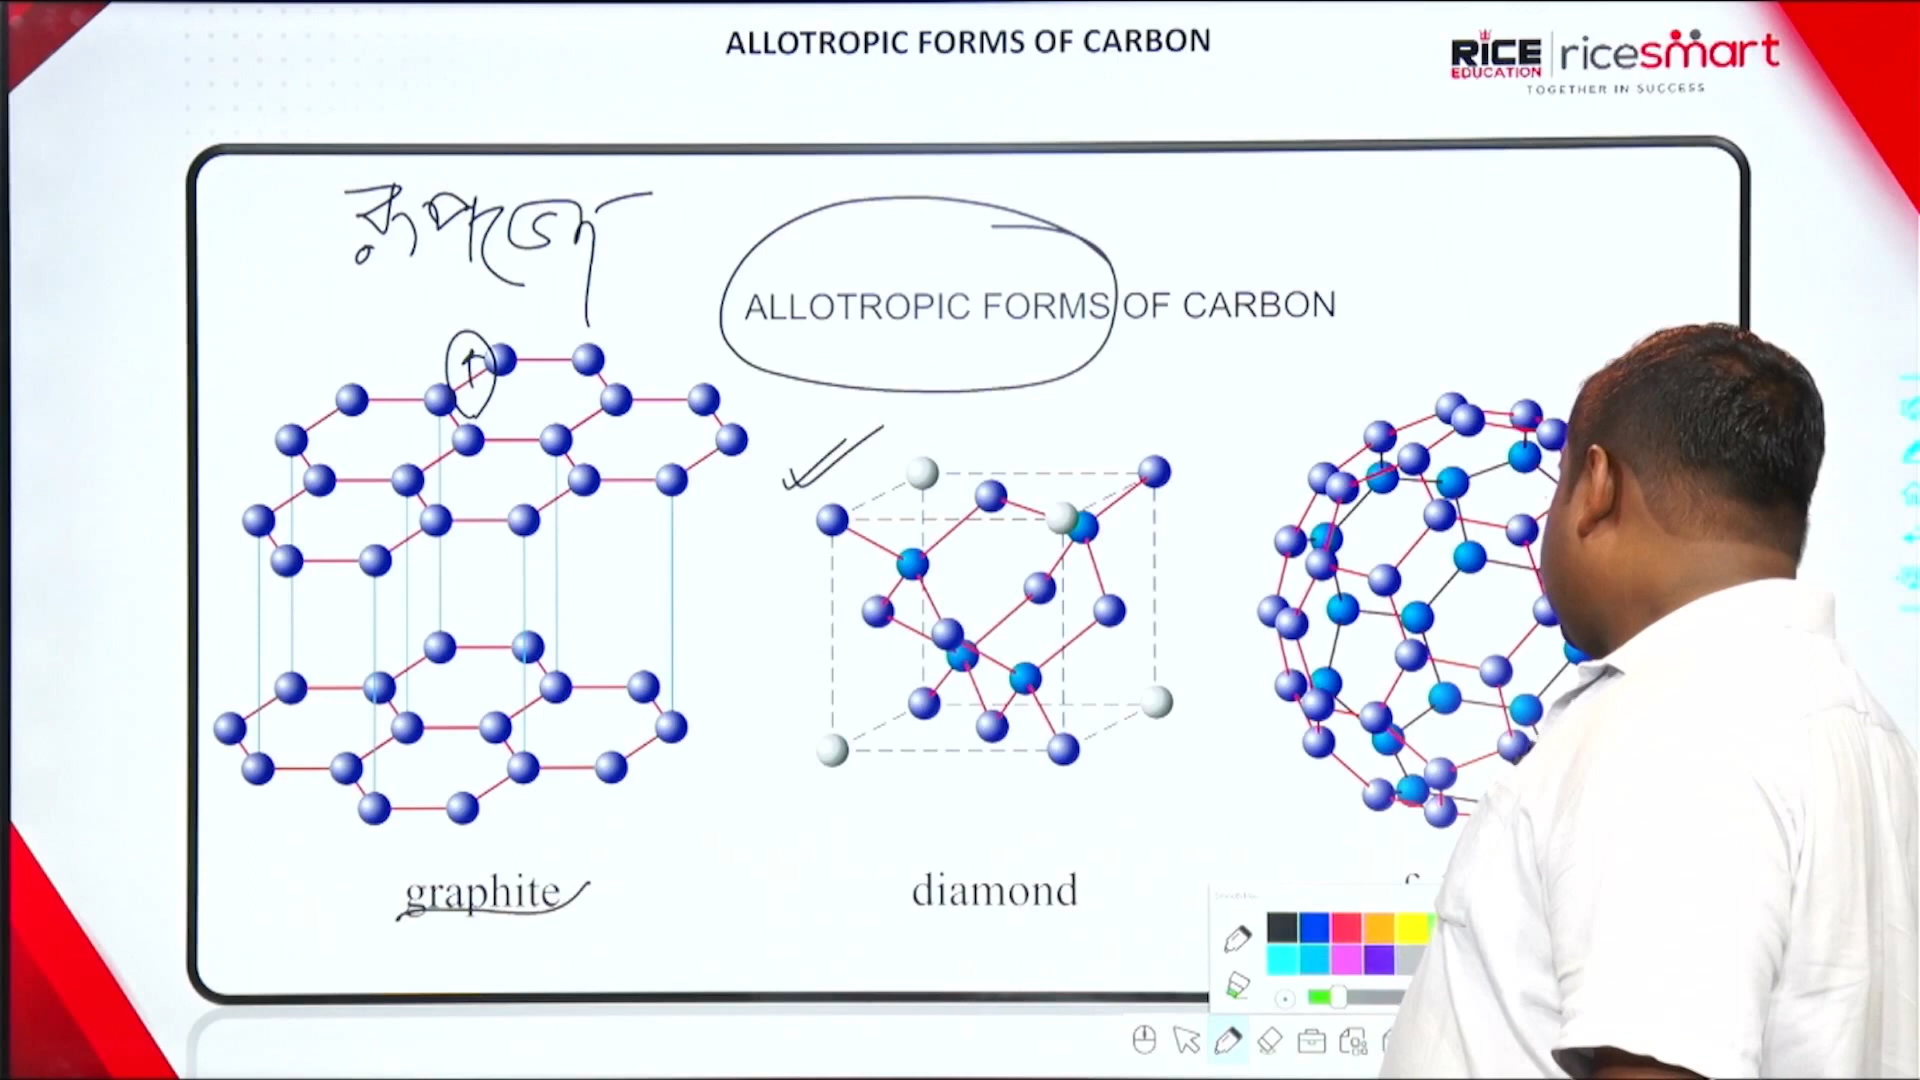 ALLOTROPIC FORMS OF CARBON
RiCE EDUCATION
ricesmart
TOGETHER IN SUCCESS
ALLOTROPIC FORMS OF CARBON
graphite
diamond